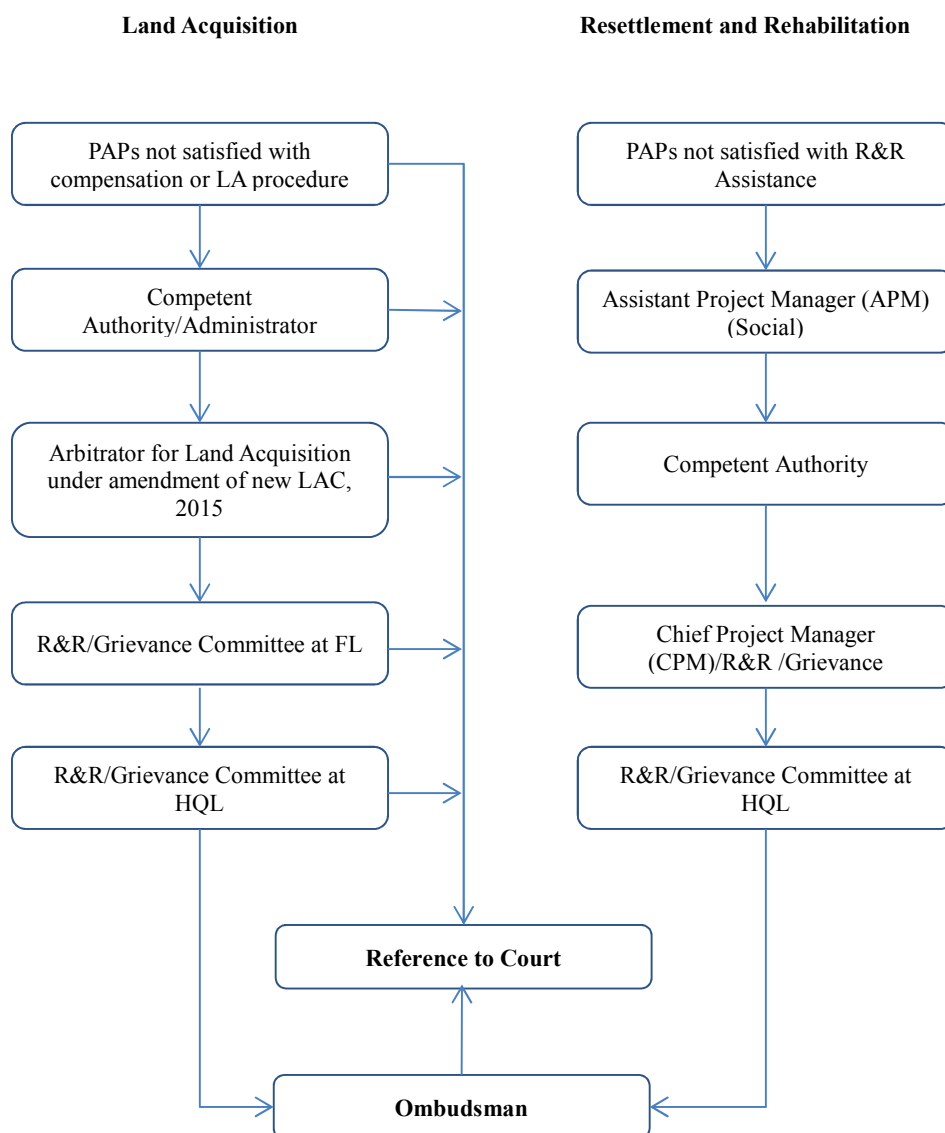 Land Acquisition
Resettlement and Rehabilitation
PAPs not satisfied with
compensation or LA procedure
Competent
Authority/Administrator
Arbitrator for Land Acquisition
under amendment of new LAC,
2015
R&R/Grievance Committee at FL
R&R/Grievance Committee at
HQL
PAPs not satisfied with R&R
Assistance
Assistant Project Manager (APM)
(Social)
Competent Authority
Chief Project Manager
(CPM)/R&R /Grievance
R&R/Grievance Committee at
HQL
Reference to Court
Ombudsman